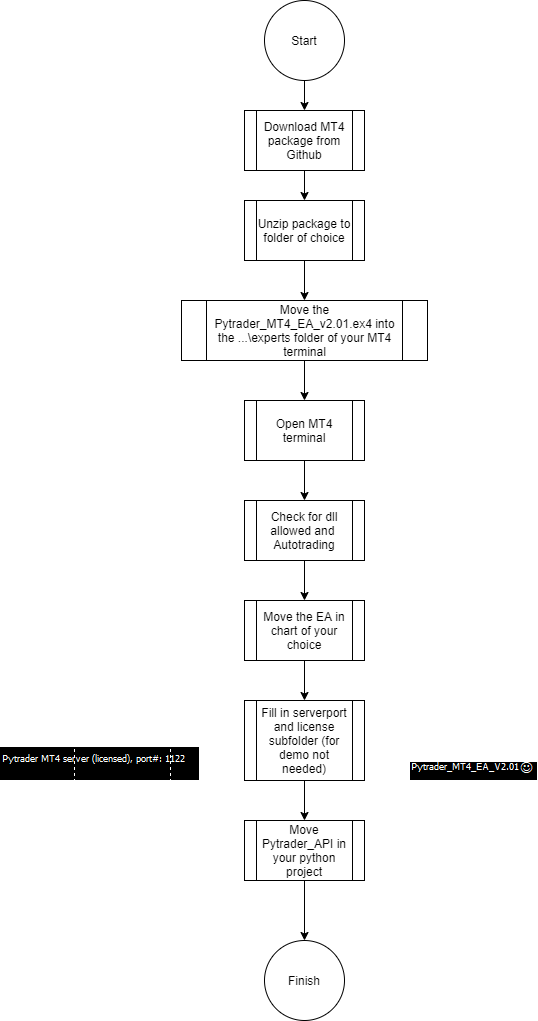 Start
Download MT4
package from
Github
Unzip package to
folder of choice
Move the
Pytrader_MT4_EA_v2.01.ex4 into
the ...\experts folder of your MT4
terminal
Open MT4
terminal
Check for dll
allowed and
Autotrading
Move the EA in
chart of your
choice
Fill in serverport
and license
subfolder (for
demo not
needed)
Pytrader MT4 server (licensed), port#: 1122
Pytrader_MT4_EA_V2.01
Move
Pytrader_API in
your python
project
Finish